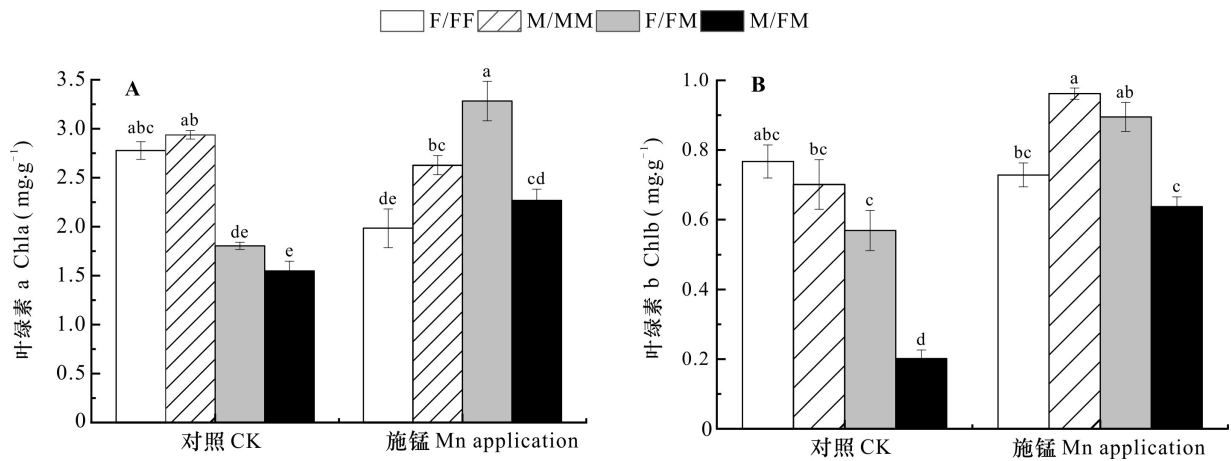 F/FF M/MM F/FM M/FM
A
叶绿素 a Chla ( mg·g⁻¹)
3.5
3.0
2.5
2.0
1.5
1.0
0.5
0
abc
ab
de
e
de
bc
a
cd
对照 CK
施锰 Mn application
B
叶绿素 b Chlb ( mg·g⁻¹)
1.0
0.8
0.6
0.4
0.2
0
abc
bc
c
d
bc
a
ab
c
对照 CK
施锰 Mn application